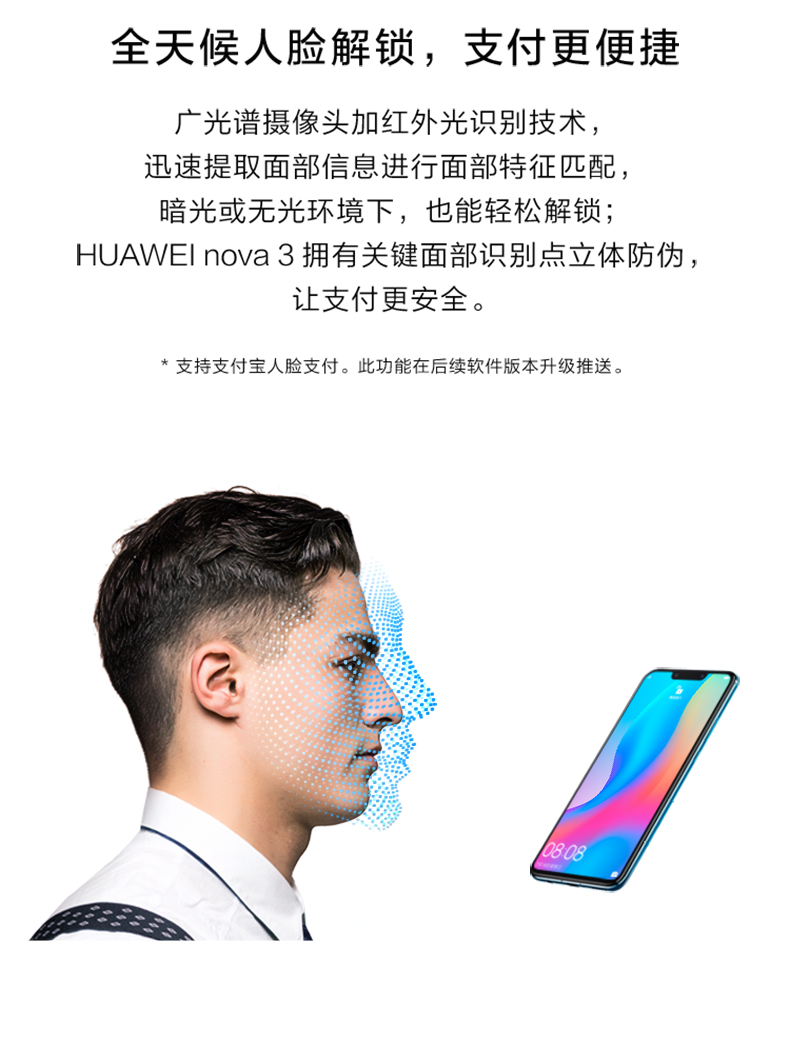 全天候人脸解锁，支付更便捷
广光谱摄像头加红外光识别技术，
迅速提取面部信息进行面部特征匹配，
暗光或无光环境下，也能轻松解锁；
HUAWEI nova 3 拥有关键面部识别点立体防伪，
让支付更安全。
* 支持支付宝人脸支付。此功能在后续软件版本升级推送。
08:08